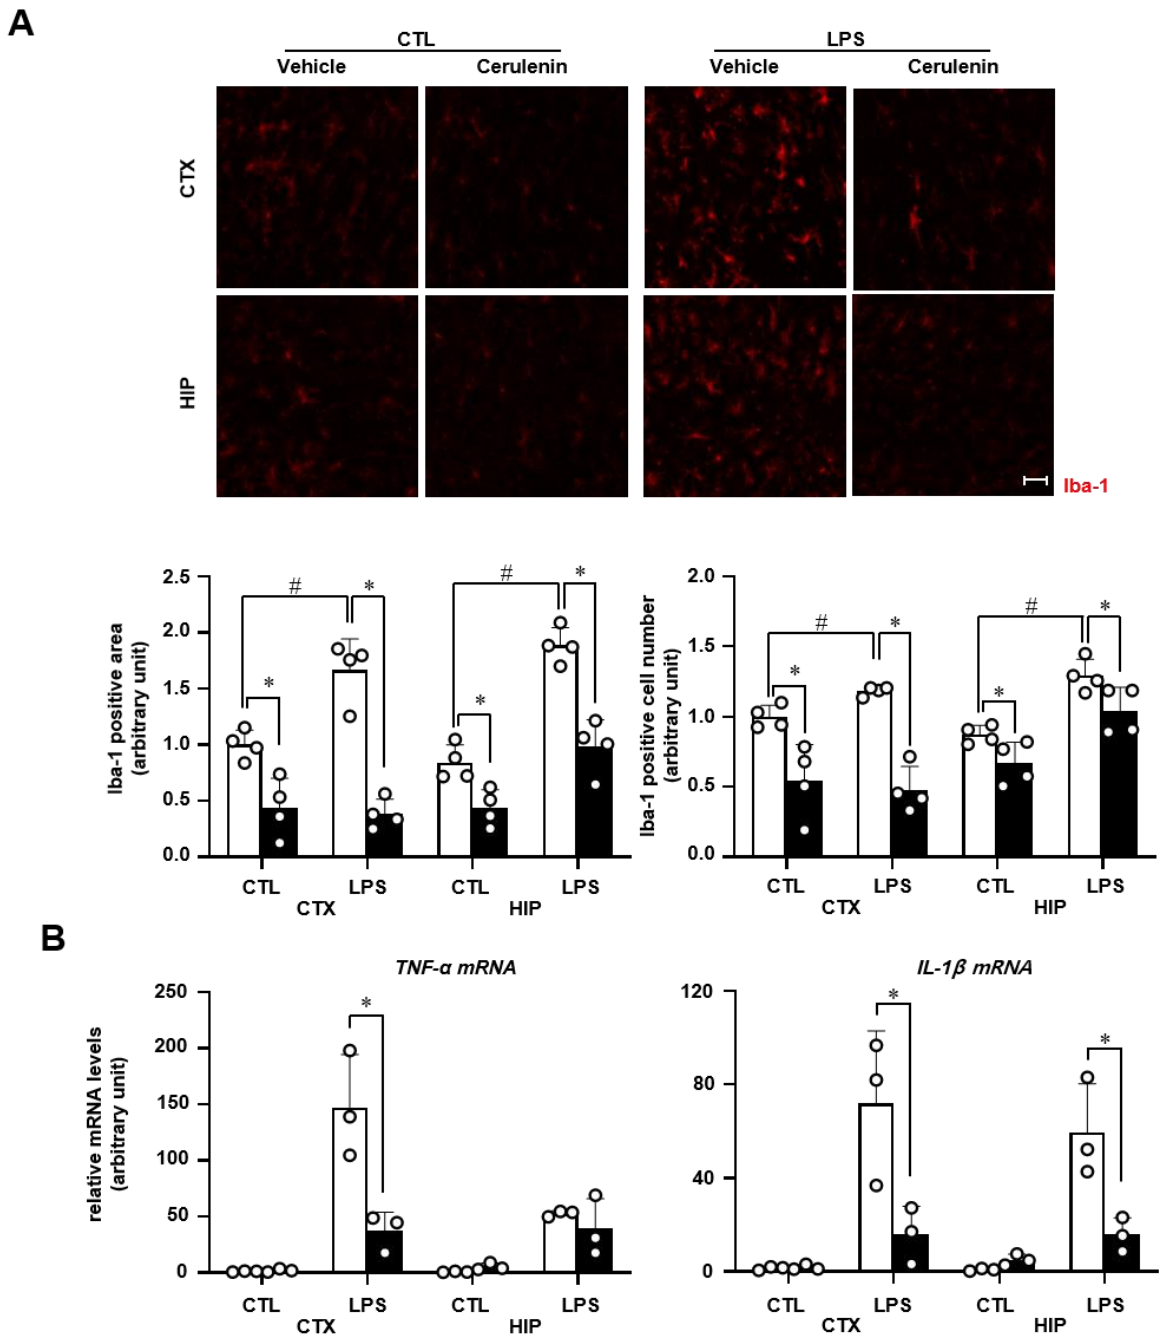 A
CTL LPS
Vehicle Cerulenin Vehicle Cerulenin
CTX
HIP
Iba-1
Iba-1 positive area
(arbitrary unit)
2.5
2.0
1.5
1.0
0.5
0.0
# * # *
* *
CTL LPS CTL LPS
CTX HIP
Iba-1 positive cell number
(arbitrary unit)
2.0
1.5
1.0
0.5
0.0
# * # *
* *
CTL LPS CTL LPS
CTX HIP
B
TNF-α mRNA
relative mRNA levels
(arbitrary unit)
250
200
150
100
50
0
*
CTL LPS CTL LPS
CTX HIP
IL-1β mRNA
120
80
40
0
* *
CTL LPS CTL LPS
CTX HIP